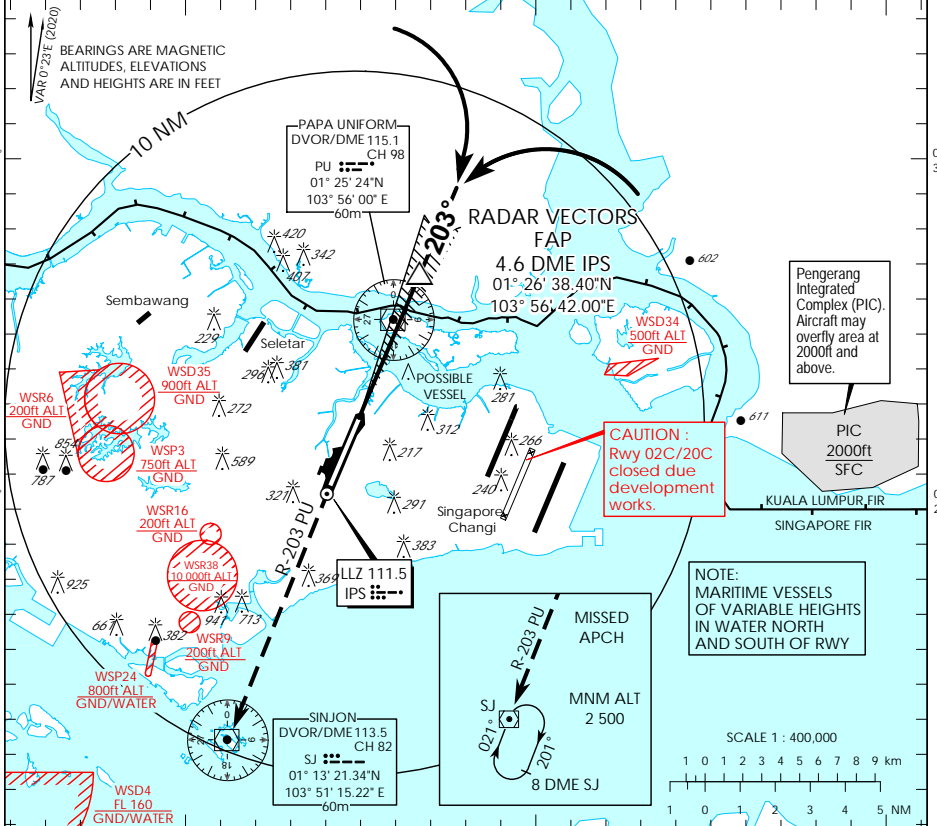 VAR 0°23'E (2020)
BEARINGS ARE MAGNETIC
ALTITUDES, ELEVATIONS
AND HEIGHTS ARE IN FEET
10 NM
PAPA UNIFORM
DVOR/DME 115.1
CH 98
PU
01° 25' 24"N
103° 56' 00" E
60m
203°
RADAR VECTORS
FAP
4.6 DME IPS
01° 26' 38.40"N
103° 56' 42.00"E
420
342
407
602
Sembawang
229
Seletar
296
381
Pengerang
Integrated
Complex (PIC).
Aircraft may
overfly area at
2000ft and
above.
WSD34
500ft ALT
GND
WSD35
900ft ALT
GND
WSR6
200ft ALT
GND
POSSIBLE
VESSEL
281
272
312
611
PIC
2000ft
SFC
854
787
WSP3
750ft ALT
GND
589
217
266
CAUTION :
Rwy 02C/20C
closed due
development
works.
240
321
291
Singapore
Changi
KUALA LUMPUR FIR
SINGAPORE FIR
WSR16
200ft ALT
GND
R-203 PU
383
WSR38
10 000ft ALT
GND
925
369
LLZ 111.5
IPS
941
713
661
382
WSR9
200ft ALT
GND
WSP24
800ft ALT
GND/WATER
NOTE:
MARITIME VESSELS
OF VARIABLE HEIGHTS
IN WATER NORTH
AND SOUTH OF RWY
MISSED
APCH
R-203 PU
MNM ALT
2 500
SJ
021°
201°
8 DME SJ
0
9
18
SINJON
DVOR/DME 113.5
CH 82
SJ
01° 13' 21.34"N
103° 51' 15.22" E
60m
WSD4
FL 160
GND/WATER
SCALE 1 : 400,000
1 0 1 2 3 4 5 6 7 8 9 km
1 0 1 2 3 4 5 NM